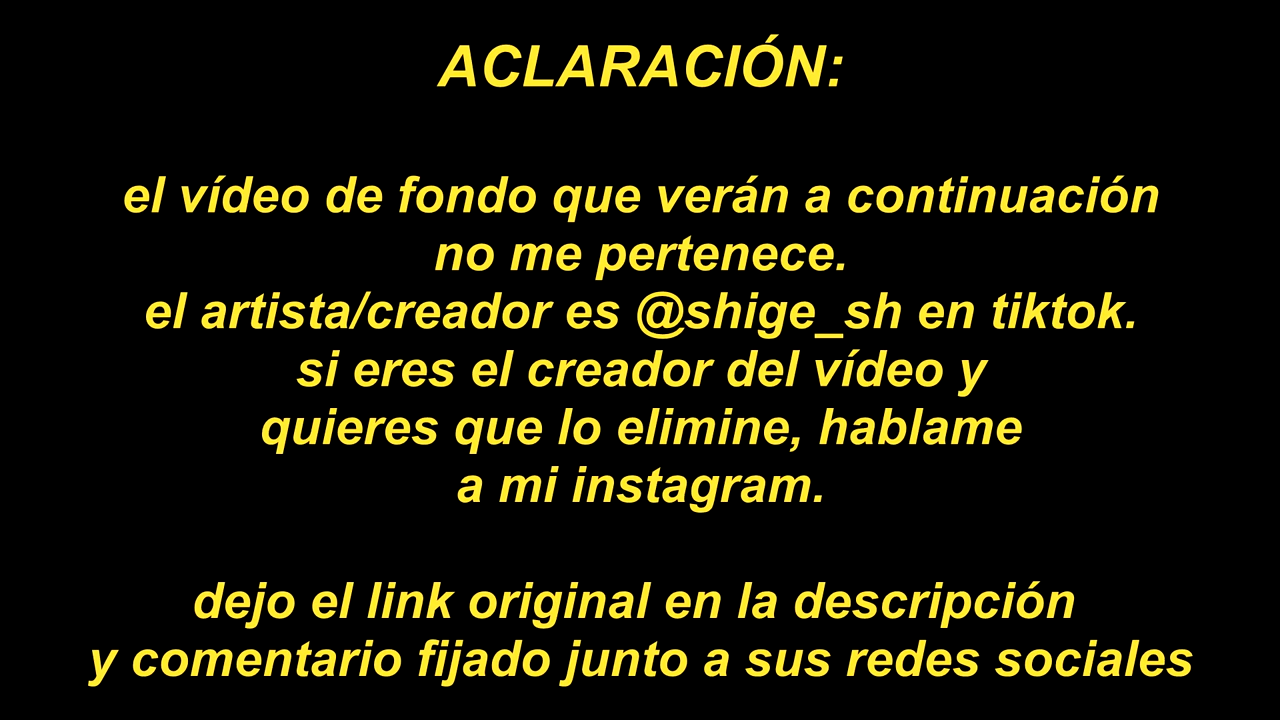 ACLARACIÓN:
el vídeo de fondo que verán a continuación
no me pertenece.
el artista/creador es @shige_sh en tiktok.
si eres el creador del vídeo y
quieres que lo elimine, hablame
a mi instagram.
dejo el link original en la descripción
y comentario fijado junto a sus redes sociales